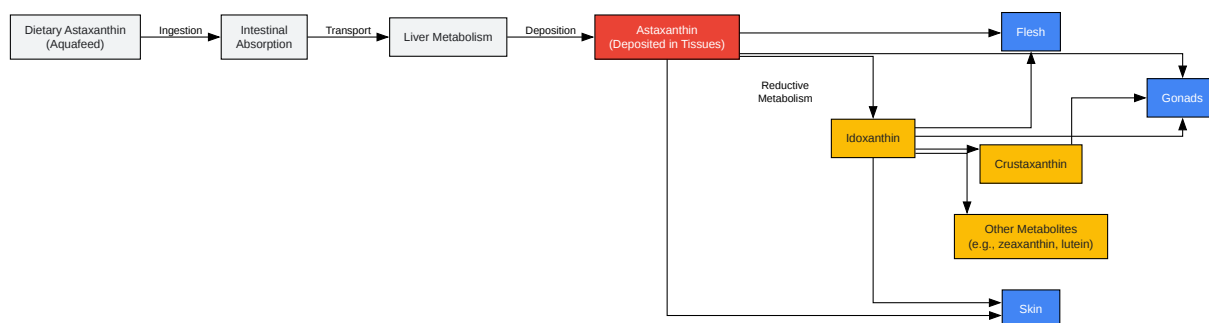 Dietary Astaxanthin
(Aquafeed)
Ingestion
Intestinal
Absorption
Transport
Liver Metabolism
Deposition
Astaxanthin
(Deposited in Tissues)
Flesh
Reductive
Metabolism
Gonads
Idoxanthin
Crustaxanthin
Other Metabolites
(e.g., zeaxanthin, lutein)
Skin